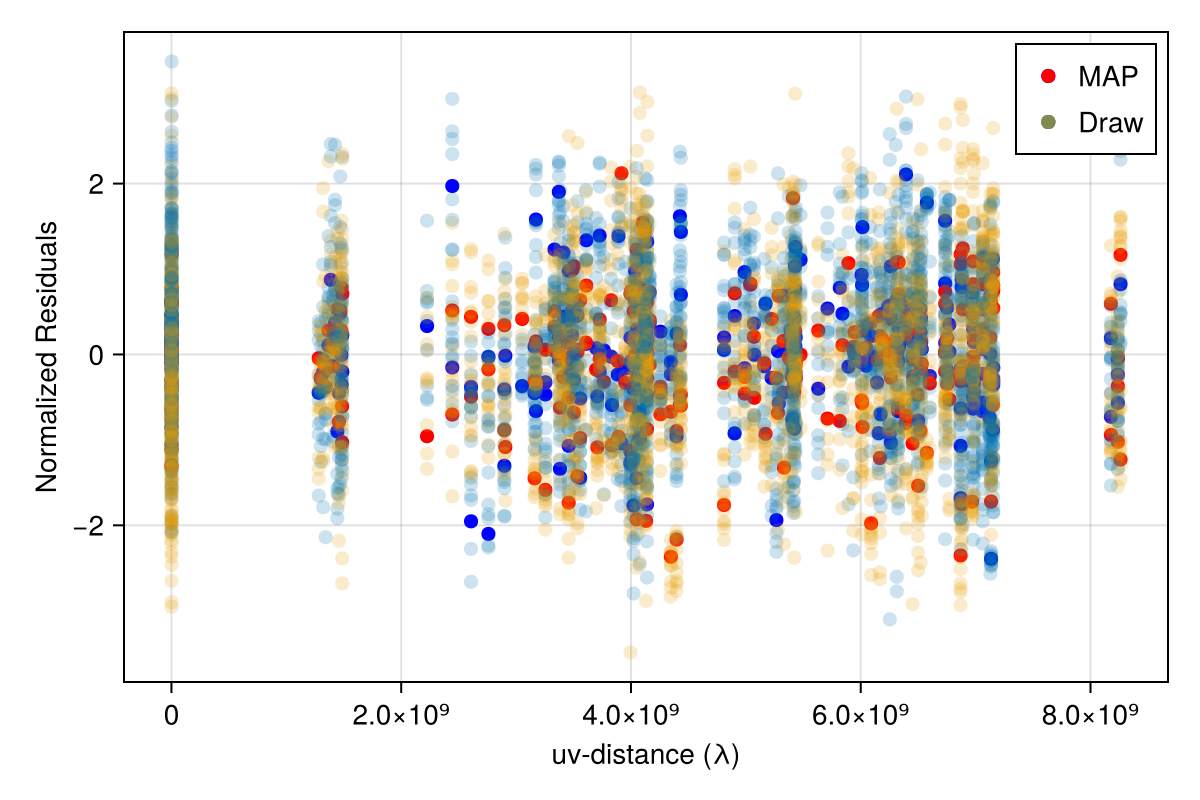 MAP
Draw
2
0
−2
Normalized Residuals
0
2.0×10⁹
4.0×10⁹
6.0×10⁹
8.0×10⁹
uv-distance (λ)